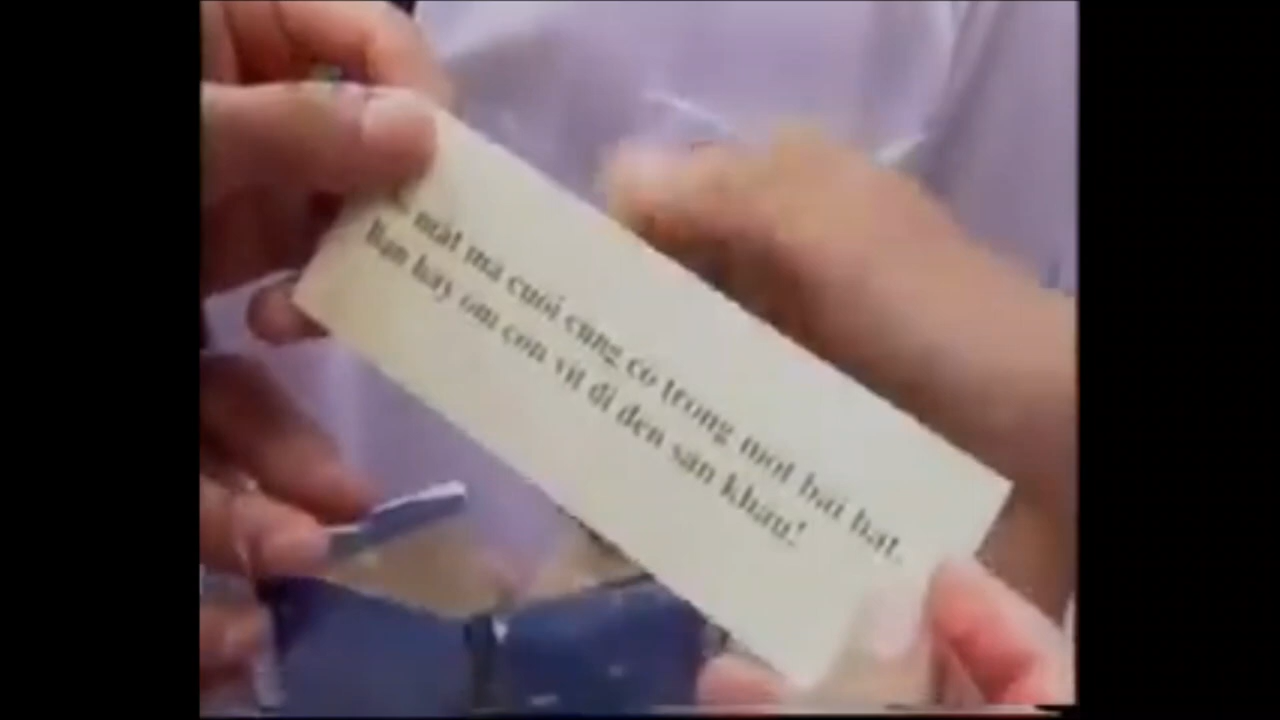 mật mã cuối cùng có trong một bài hát.
Bạn hãy ôm con vịt đi đến sân khấu!